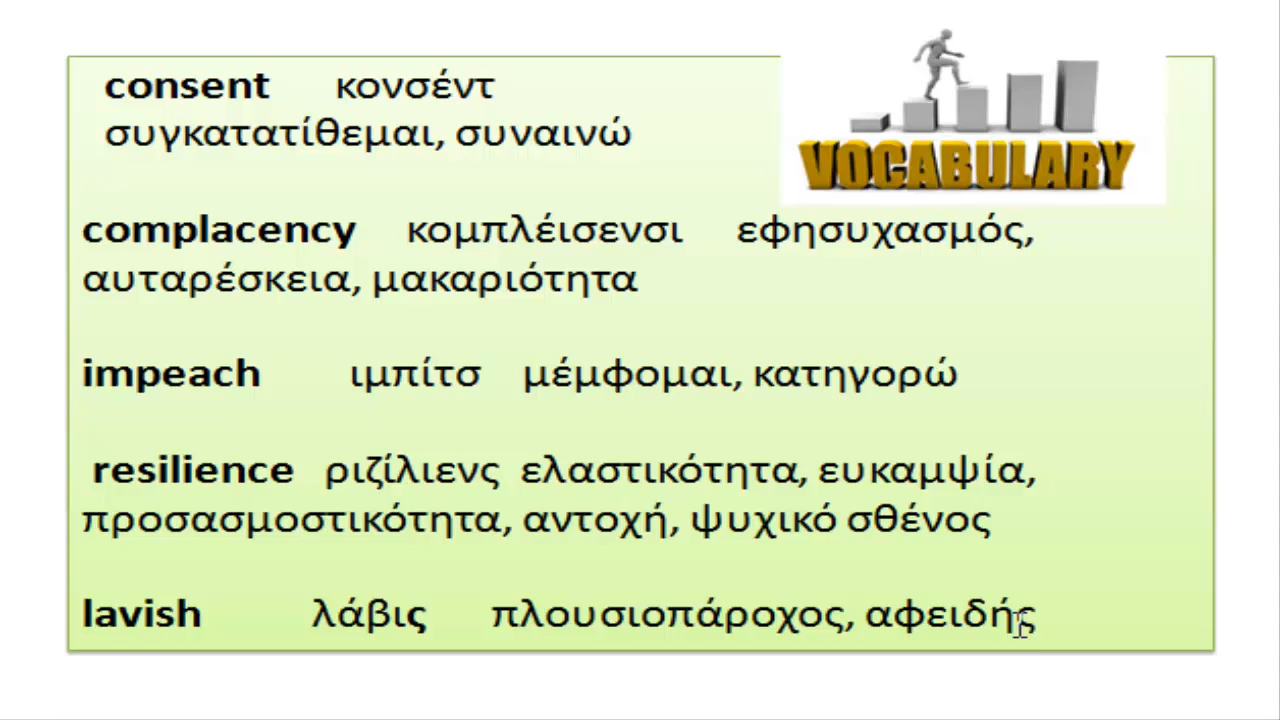 consent κονσέντ
συγκατατίθεμαι, συναινώ
VOCABULARY
complacency κομπλέισενσι εφησυχασμός,
αυταρέσκεια, μακαριότητα
impeach ιμπίτσ μέμφομαι, κατηγορώ
resilience ριζίλιενς ελαστικότητα, ευκαμψία,
προσασμοστικότητα, αντοχή, ψυχικό σθένος
lavish λάβις πλουσιοπάροχος, αφειδής